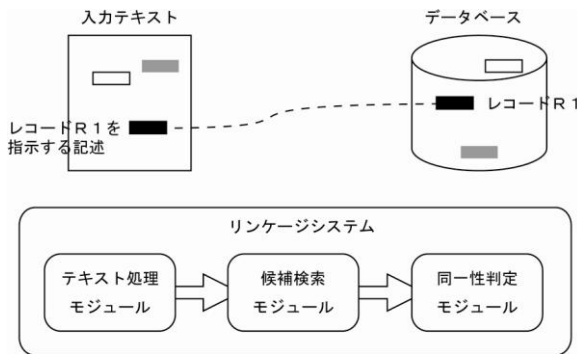 入力テキスト
データベース
レコードR１を
指示する記述
レコードR１
リンケージシステム
テキスト処理
モジュール
候補検索
モジュール
同一性判定
モジュール